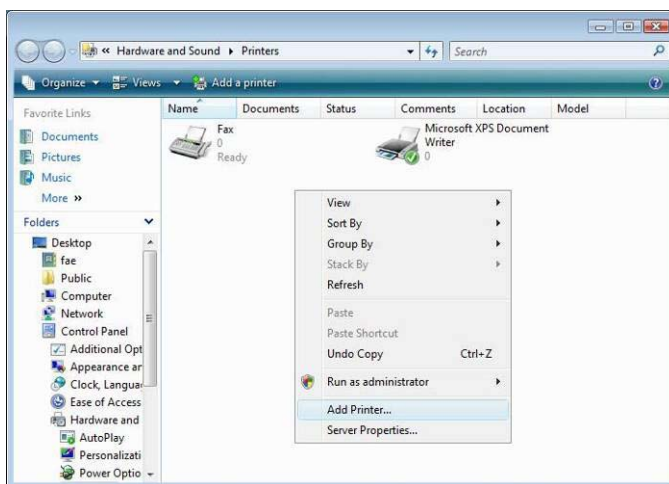 « Hardware and Sound ▸ Printers
Search
Organize Views Add a printer
Favorite Links
Documents
Pictures
Music
More »
Folders
Desktop
fae
Public
Computer
Network
Control Panel
Additional Opt
Appearance ar
Clock, Langua
Ease of Access
Hardware and
AutoPlay
Personalizati
Power Optio
Name Documents Status Comments Location Model
Fax
0
Ready
Microsoft XPS Document
Writer
0
View
Sort By
Group By
Stack By
Refresh
Paste
Paste Shortcut
Undo Copy Ctrl+Z
Run as administrator
Add Printer...
Server Properties...